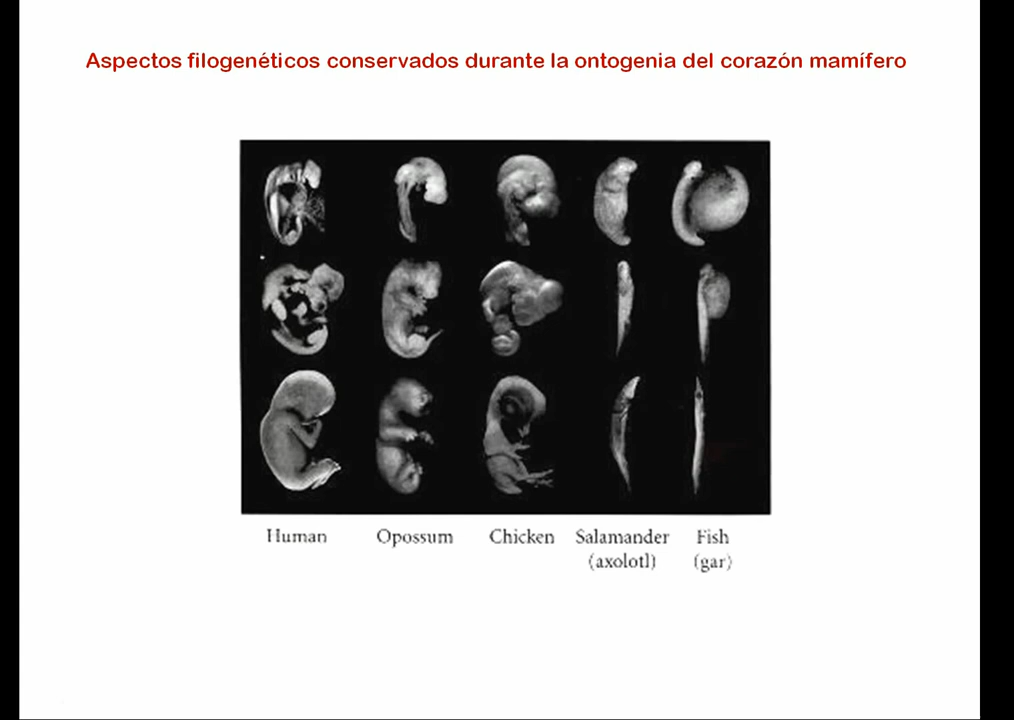 Aspectos filogenéticos conservados durante la ontogenia del corazón mamífero
Human Opossum Chicken Salamander Fish
(axolotl) (gar)